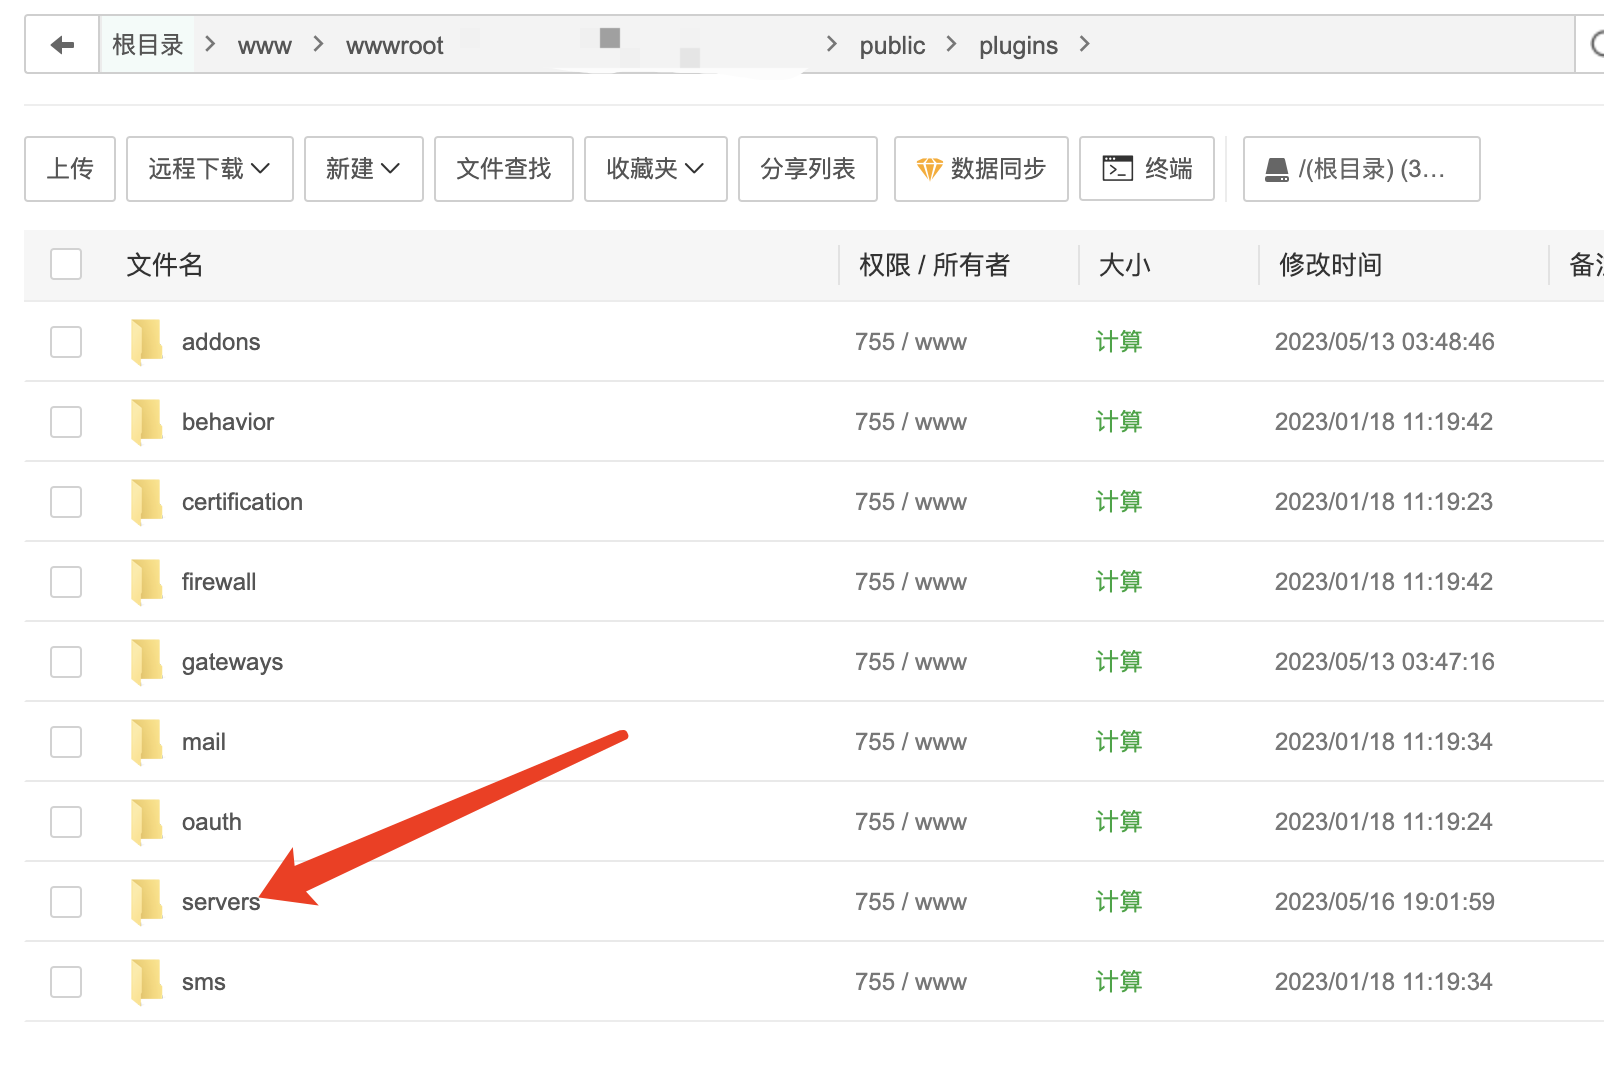 根目录 > www > wwwroot > public > plugins >
上传 远程下载 新建 文件查找 收藏夹 分享列表 数据同步 终端 /(根目录) (3...
文件名 权限 / 所有者 大小 修改时间 备
addons 755 / www 计算 2023/05/13 03:48:46
behavior 755 / www 计算 2023/01/18 11:19:42
certification 755 / www 计算 2023/01/18 11:19:23
firewall 755 / www 计算 2023/01/18 11:19:42
gateways 755 / www 计算 2023/05/13 03:47:16
mail 755 / www 计算 2023/01/18 11:19:34
oauth 755 / www 计算 2023/01/18 11:19:24
servers 755 / www 计算 2023/05/16 19:01:59
sms 755 / www 计算 2023/01/18 11:19:34